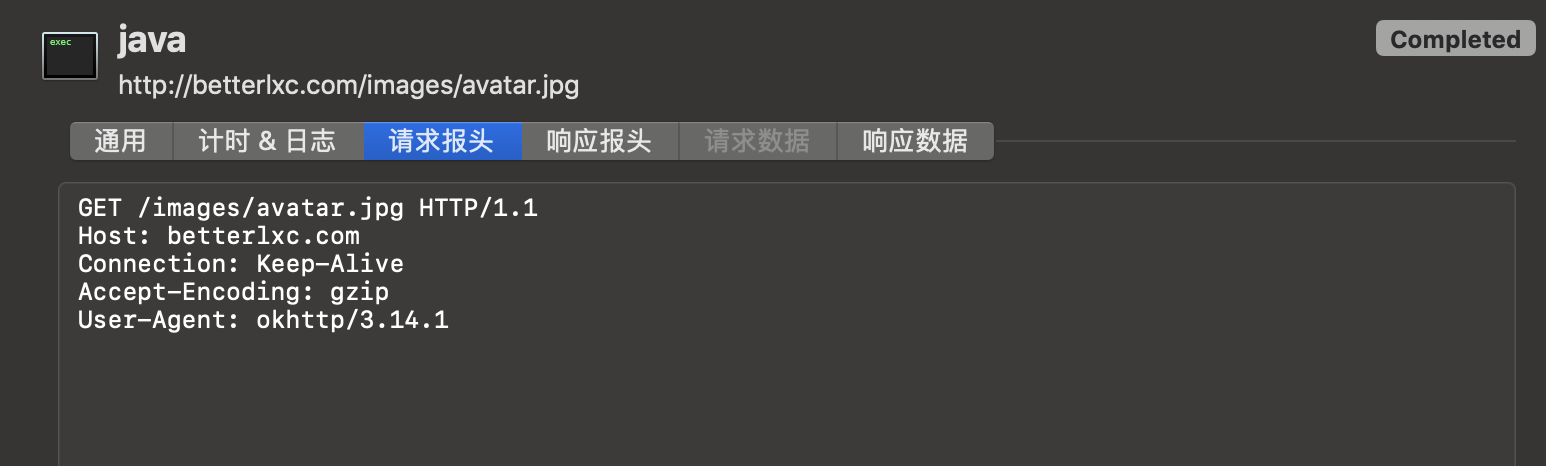 exec
java
Completed
http://betterlxc.com/images/avatar.jpg
通用 计时 & 日志 请求报头 响应报头 请求数据 响应数据
GET /images/avatar.jpg HTTP/1.1
Host: betterlxc.com
Connection: Keep-Alive
Accept-Encoding: gzip
User-Agent: okhttp/3.14.1